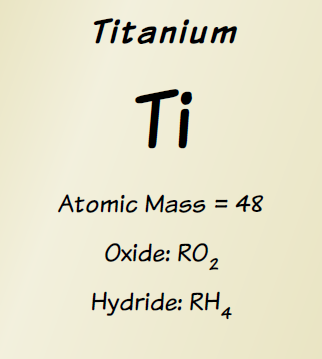 Titanium
Ti
Atomic Mass = 48
Oxide: RO₂
Hydride: RH₄